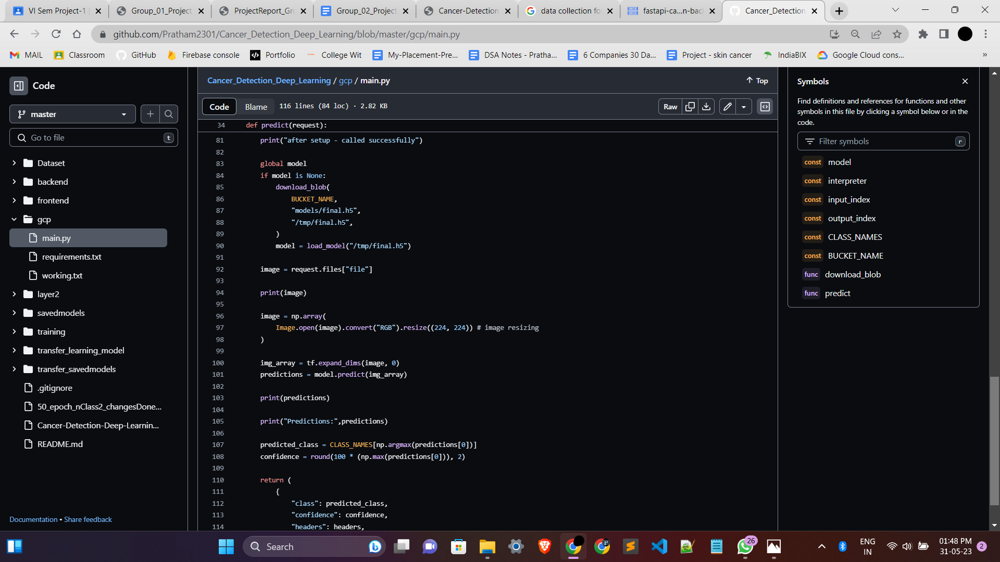 VI Sem Project-1
Group_01_Project
ProjectReport_Gr
Group_02_Project
Cancer-Detection
data collection fo
fastapi-ca...n-bac
Cancer_Detection
github.com/Pratham2301/Cancer_Detection_Deep_Learning/blob/master/gcp/main.py
MAIL
Classroom
GitHub
Firebase console
Portfolio
College Wit
My-Placement-Pre...
DSA Notes - Pratha...
6 Companies 30 Da...
Project - skin cancer
IndiaBIX
Google Cloud cons...
»
Code
master
Go to file
t
Dataset
backend
frontend
gcp
main.py
requirements.txt
working.txt
layer2
savedmodels
training
transfer_learning_model
transfer_savedmodels
.gitignore
50_epoch_nClass2_changesDone...
Cancer-Detection-Deep-Learnin...
README.md
Documentation • Share feedback
Cancer_Detection_Deep_Learning / gcp / main.py
Top
Code
Blame
116 lines (84 loc) · 2.82 KB
Raw
34 def predict(request):
81 print("after setup - called successfully")
82
83 global model
84 if model is None:
85 download_blob(
86 BUCKET_NAME,
87 "models/final.h5",
88 "/tmp/final.h5",
89 )
90 model = load_model("/tmp/final.h5")
91
92 image = request.files["file"]
93
94 print(image)
95
96 image = np.array(
97 Image.open(image).convert("RGB").resize((224, 224)) # image resizing
98 )
99
100 img_array = tf.expand_dims(image, 0)
101 predictions = model.predict(img_array)
102
103 print(predictions)
104
105 print("Predictions:",predictions)
106
107 predicted_class = CLASS_NAMES[np.argmax(predictions[0])]
108 confidence = round(100 * (np.max(predictions[0])), 2)
109
110 return (
111 {
112 "class": predicted_class,
113 "confidence": confidence,
114 "headers": headers,
Symbols
Find definitions and references for functions and other
symbols in this file by clicking a symbol below or in the
code.
Filter symbols
r
const model
const interpreter
const input_index
const output_index
const CLASS_NAMES
const BUCKET_NAME
func download_blob
func predict
Search
26
ENG
IN
01:48 PM
31-05-23
2